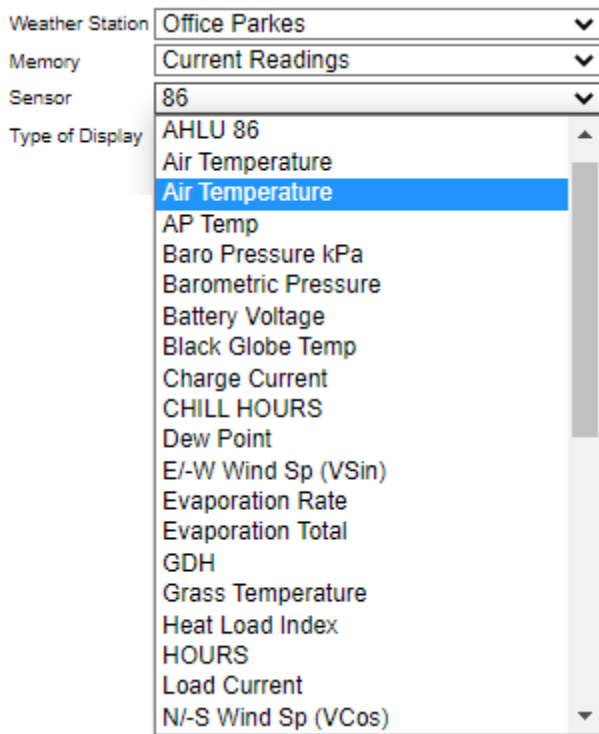 Weather Station Office Parkes
Memory Current Readings
Sensor 86
Type of Display AHLU 86
Air Temperature
Air Temperature
AP Temp
Baro Pressure kPa
Barometric Pressure
Battery Voltage
Black Globe Temp
Charge Current
CHILL HOURS
Dew Point
E/-W Wind Sp (VSin)
Evaporation Rate
Evaporation Total
GDH
Grass Temperature
Heat Load Index
HOURS
Load Current
N/-S Wind Sp (VCos)